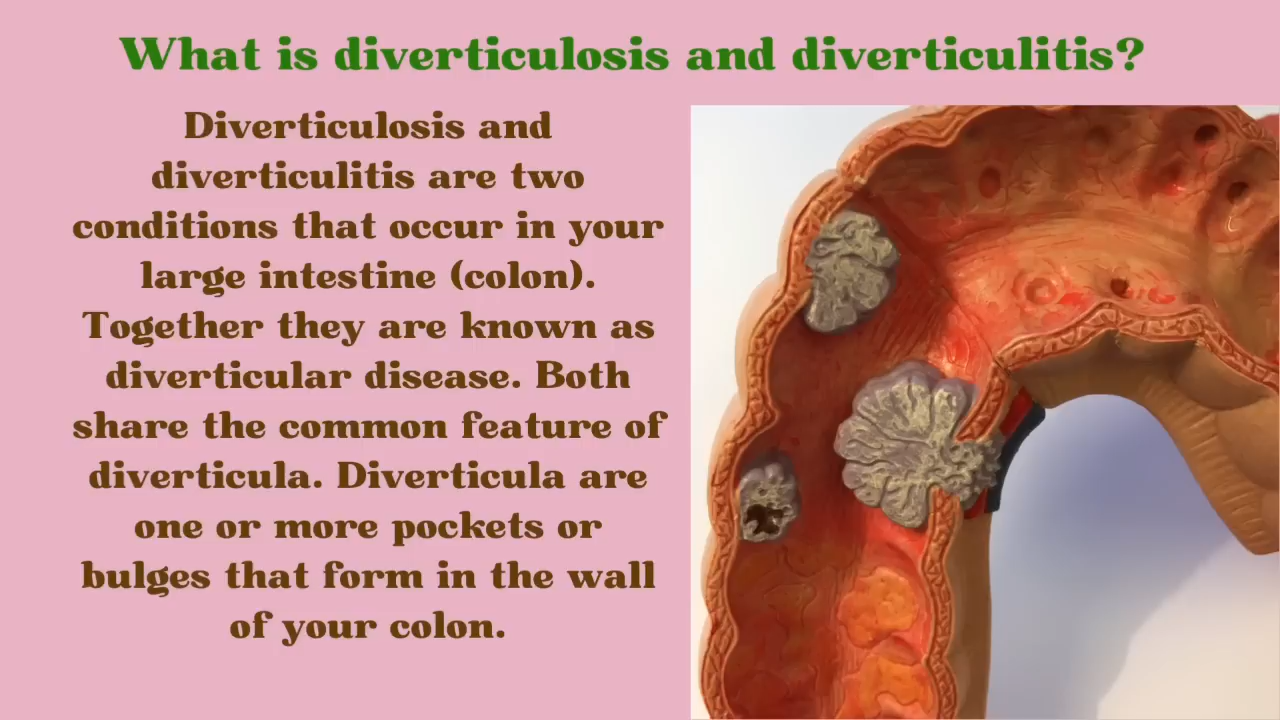 What is diverticulosis and diverticulitis?
Diverticulosis and
diverticulitis are two
conditions that occur in your
large intestine (colon).
Together they are known as
diverticular disease. Both
share the common feature of
diverticula. Diverticula are
one or more pockets or
bulges that form in the wall
of your colon.